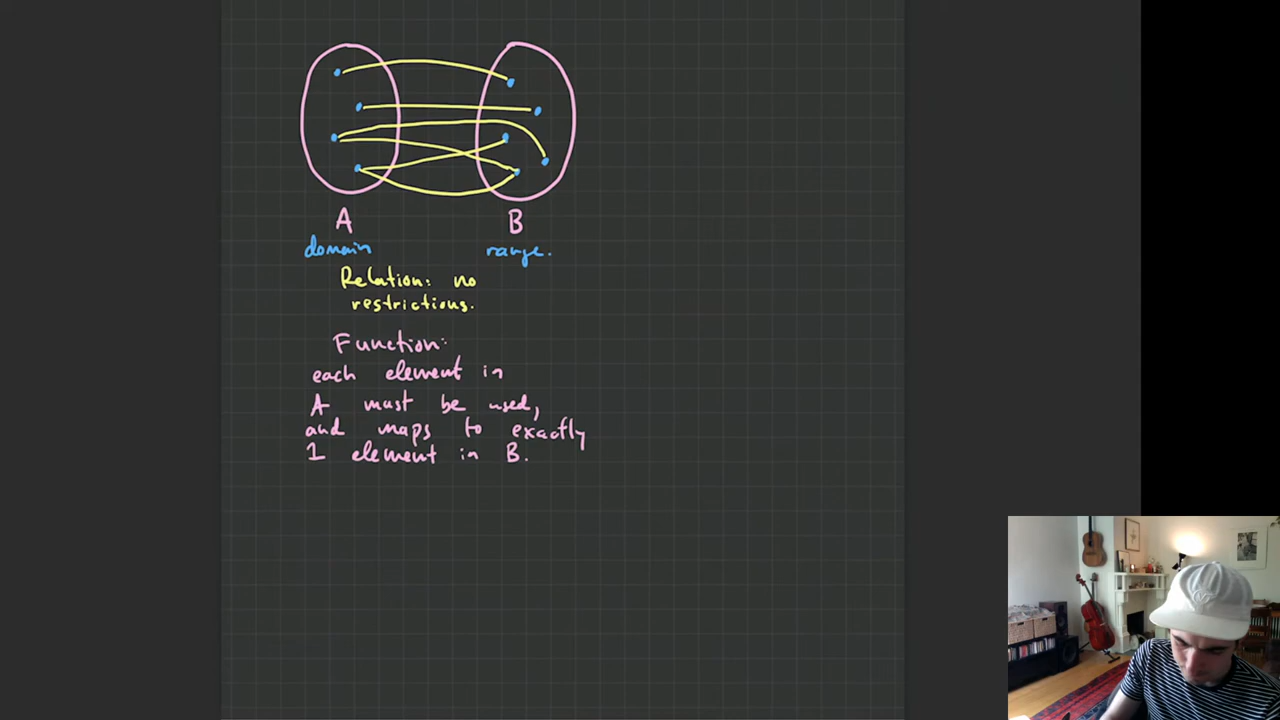 A B
domain range.
Relation: no
restrictions.
Function:
each element in
A must be used,
and maps to exactly
1 element in B.